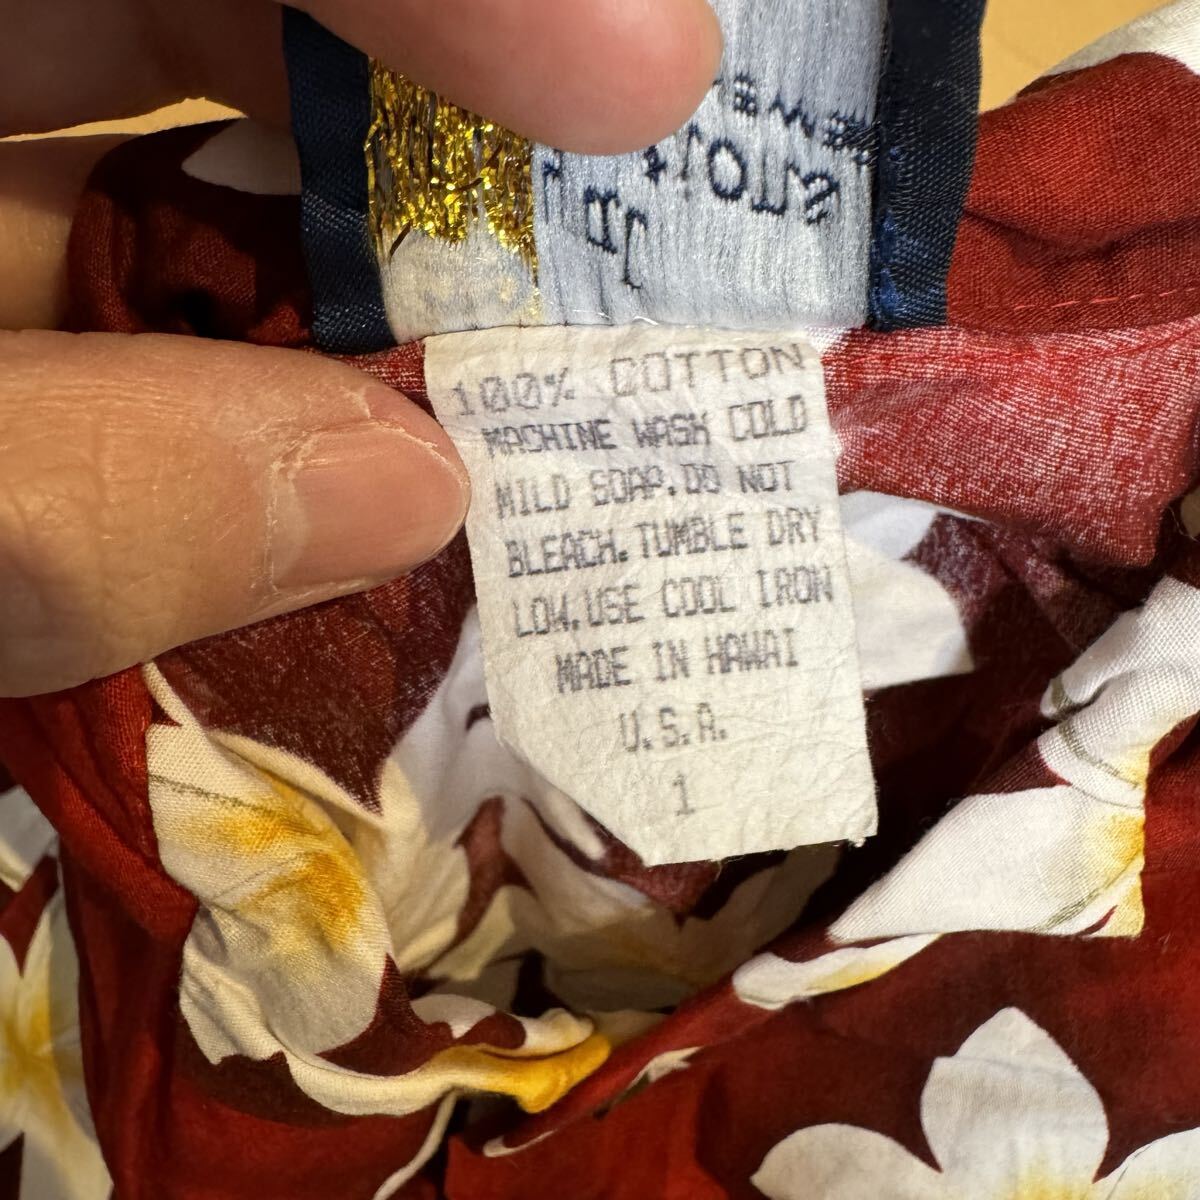 100% COTTON
MACHINE WASH COLD
MILD SOAP. DO NOT
BLEACH. TUMBLE DRY
LOW. USE COOL IRON
MADE IN HAWAI
U.S.A.
1